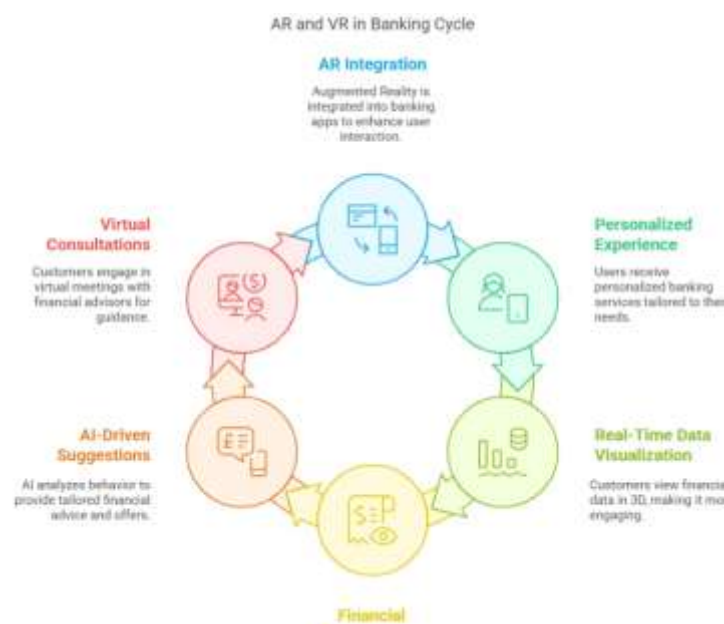 AR and VR in Banking Cycle
AR Integration
Augmented Reality is
integrated into banking
apps to enhance user
interaction.
Virtual
Consultations
Customers engage in
virtual meetings with
financial advisors for
guidance.
Personalized
Experience
Users receive
personalized banking
services tailored to their
needs.
AI-Driven
Suggestions
AI analyzes behavior to
provide tailored financial
advice and offers.
Real-Time Data
Visualization
Customers view financia
data in 3D, making it mo
engaging.
Financial